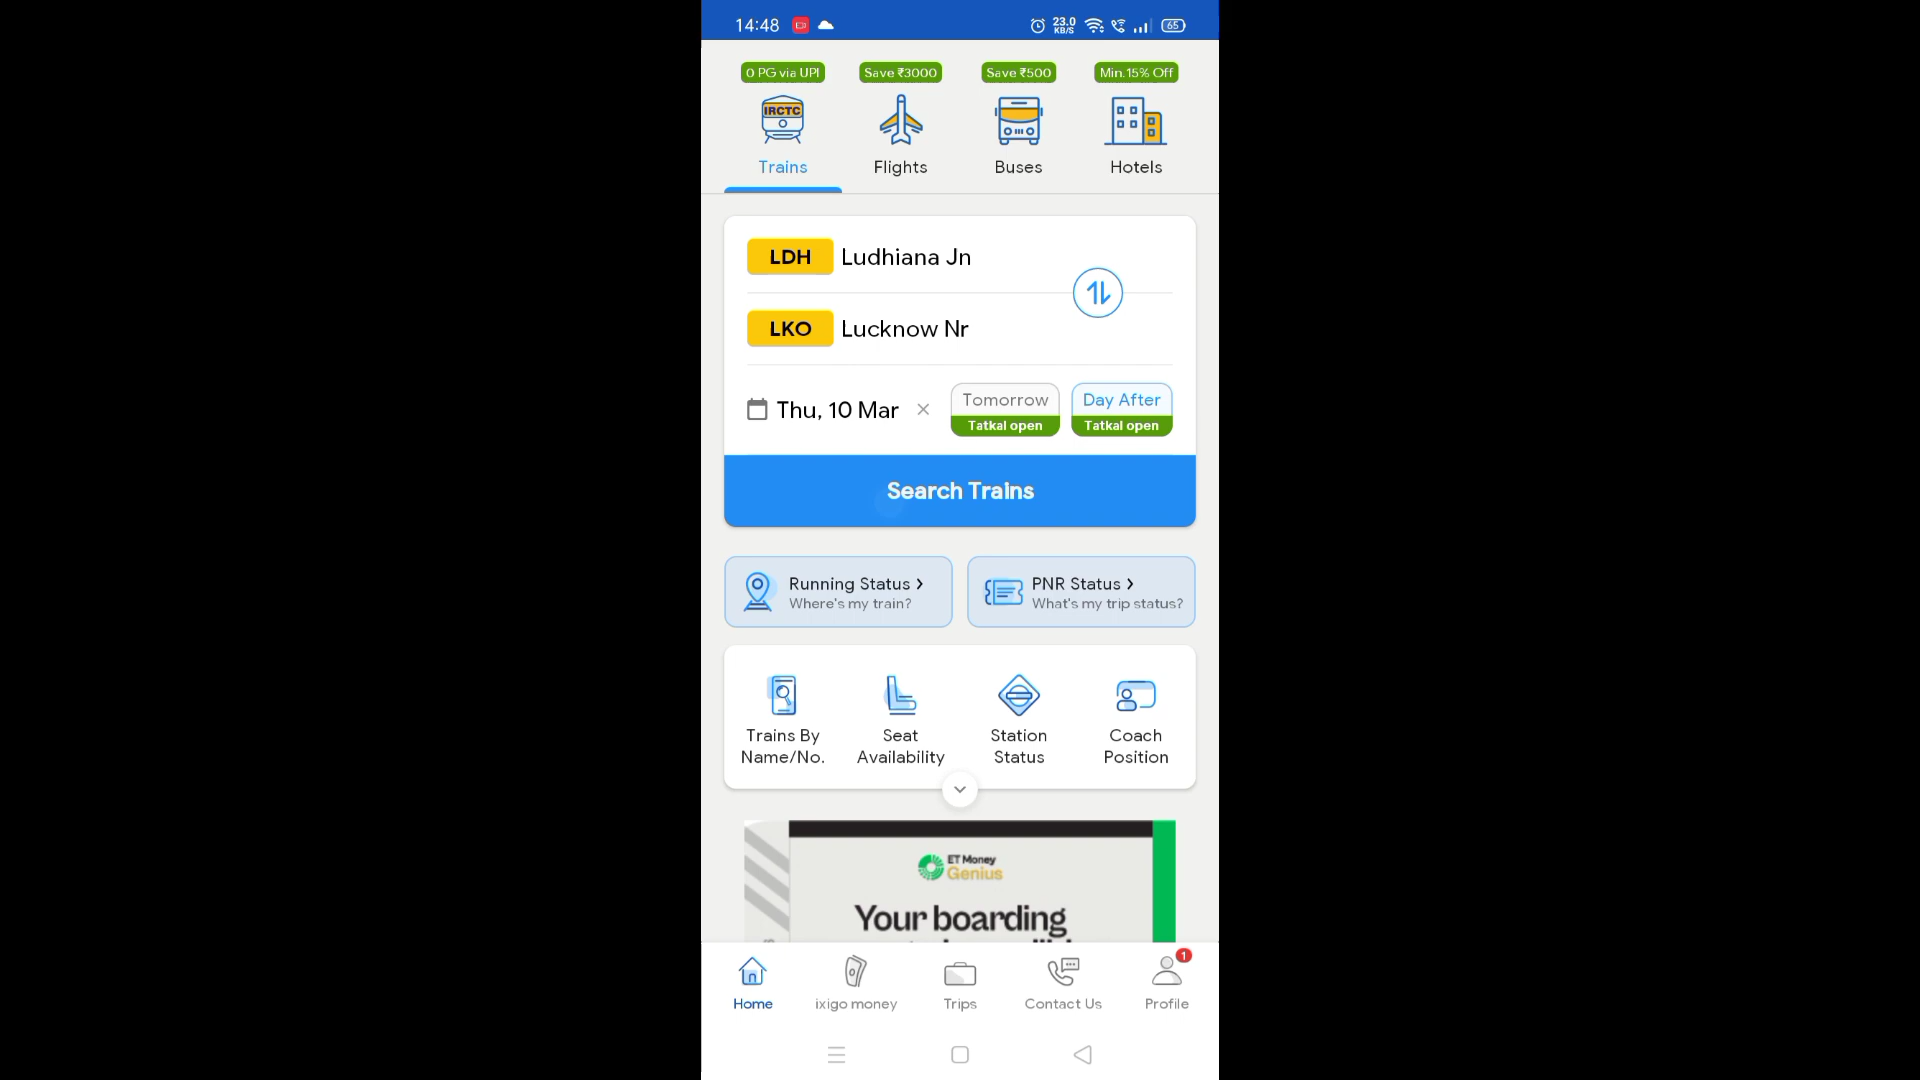 14:48
23.0
KB/S
65
0 PG via UPI
Save ₹3000
Save ₹500
Min.15% Off
IRCTC
Trains
Flights
Buses
Hotels
LDH Ludhiana Jn
LKO Lucknow Nr
Thu, 10 Mar
Tomorrow
Tatkal open
Day After
Tatkal open
Search Trains
Running Status
Where's my train?
PNR Status
What's my trip status?
Trains By
Name/No.
Seat
Availability
Station
Status
Coach
Position
ET Money
Genius
Your boarding
Home
ixigo money
Trips
Contact Us
1
Profile